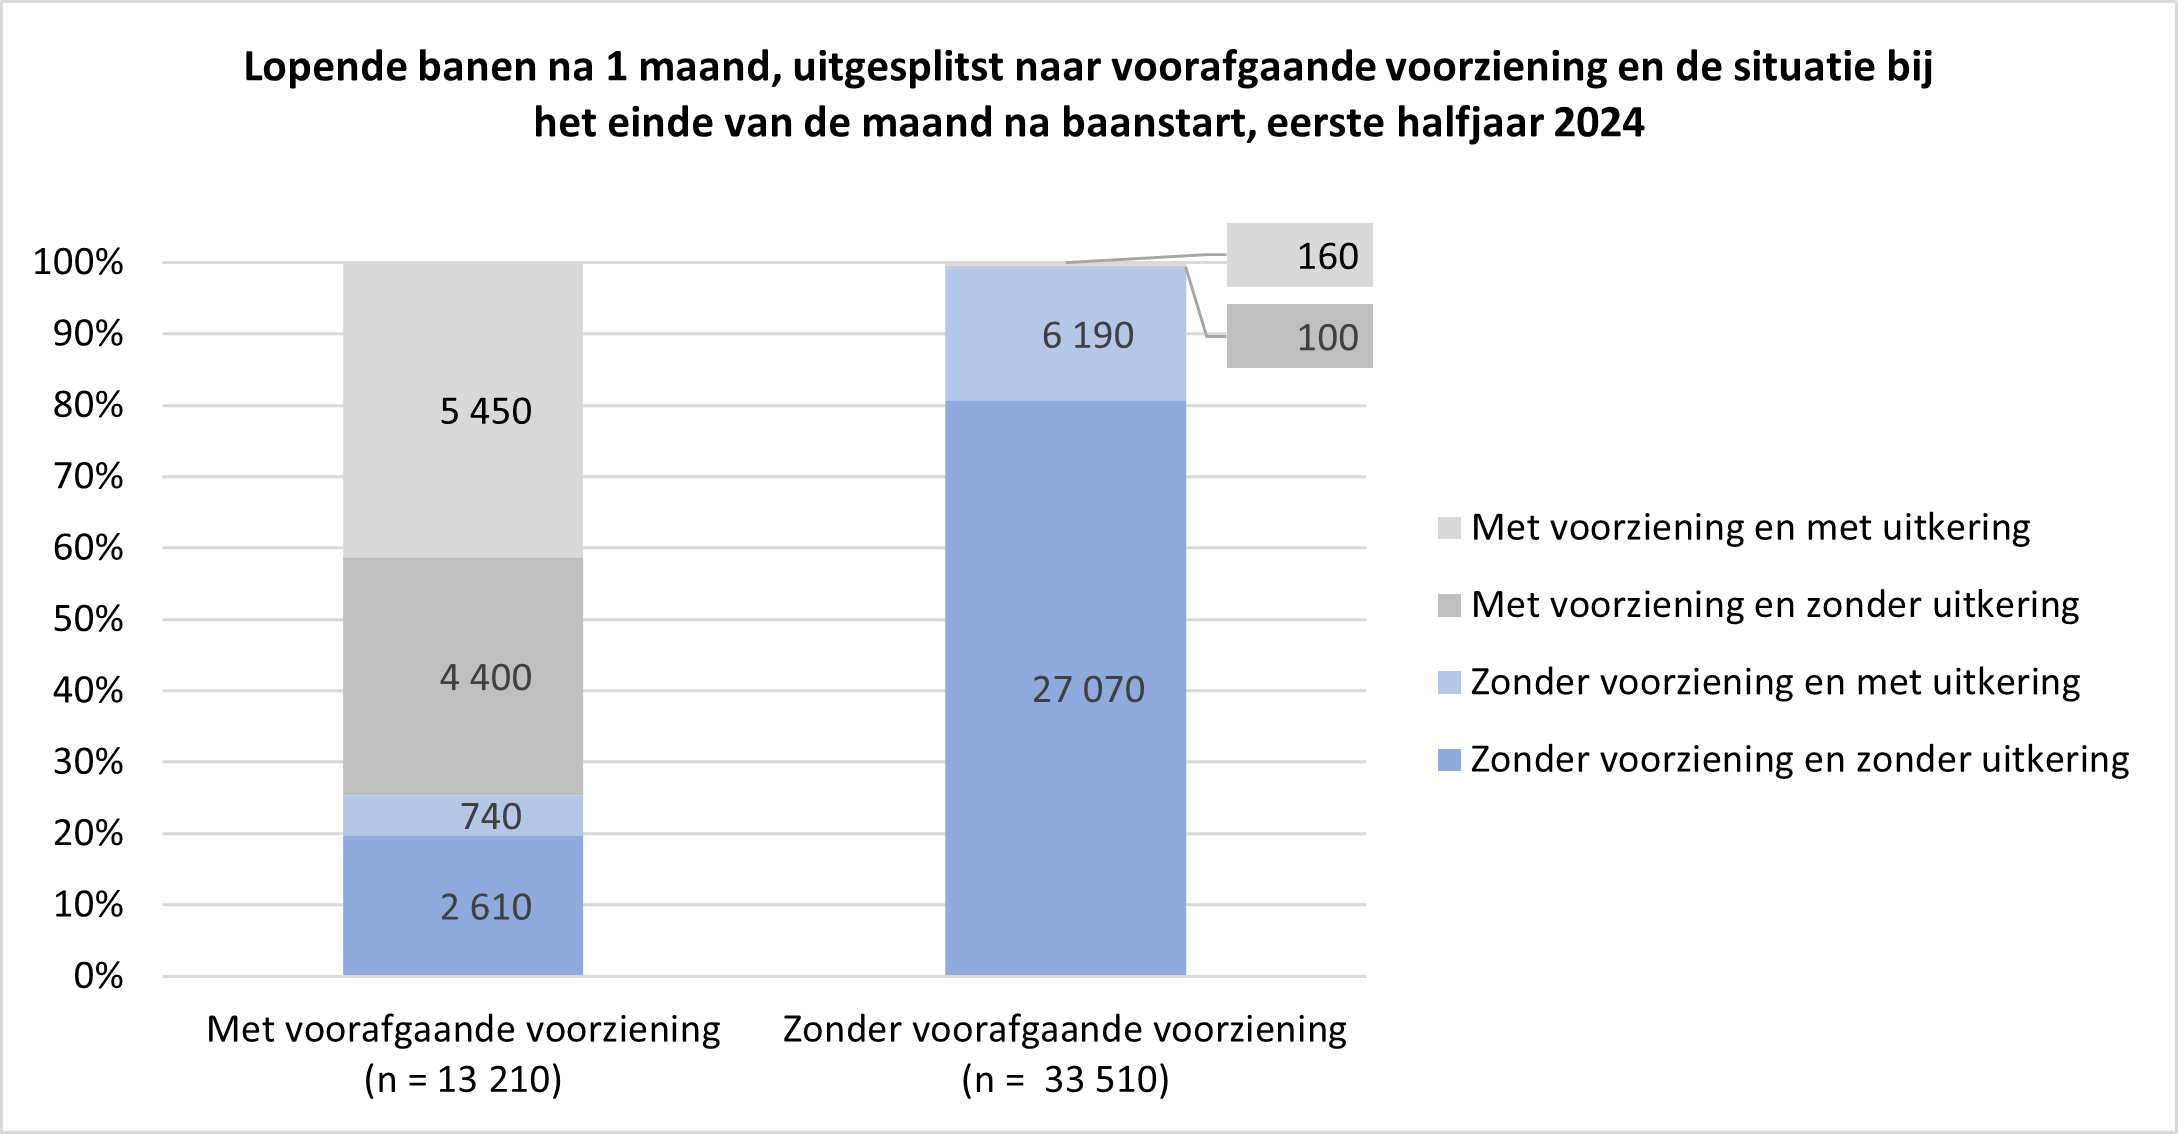 Lopende banen na 1 maand, uitgesplitst naar voorafgaande voorziening en de situatie bij
het einde van de maand na baanstart, eerste halfjaar 2024
100%
90%
80%
70%
60%
50%
40%
30%
20%
10%
0%
5 450
4 400
740
2 610
160
100
6 190
27 070
Met voorafgaande voorziening
(n = 13 210)
Zonder voorafgaande voorziening
(n =  33 510)
Met voorziening en met uitkering
Met voorziening en zonder uitkering
Zonder voorziening en met uitkering
Zonder voorziening en zonder uitkering